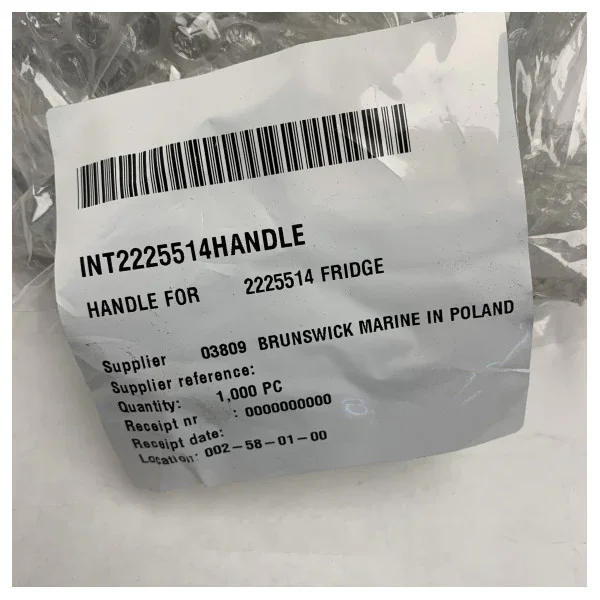 INT2225514HANDLE
HANDLE FOR 2225514 FRIDGE
Supplier 03809 BRUNSWICK MARINE IN POLAND
Supplier reference:
Quantity: 1,000 PC
Receipt nr : 0000000000
Receipt date:
Location: 002-58-01-00